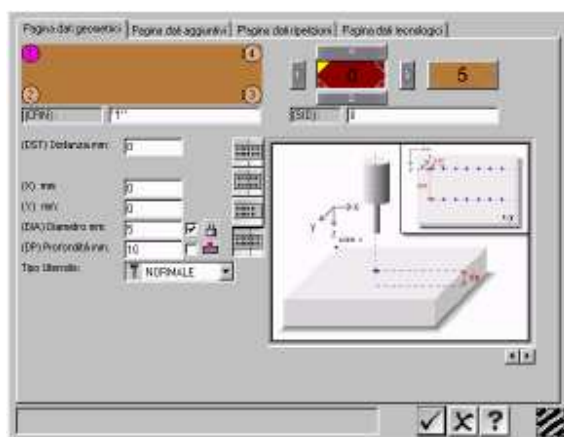 Pagina dati geometrici Pagina dati aggiuntivi Pagina dati ripetizioni Pagina dati tecnologici
1 4
0 5
2 3
(CRN): "1"
(SID): 0
(DST) Distanza mm: 0
(X): mm: 0
(Y): mm: 0
(DIA) Diametro mm: 5
(DP) Profondità mm: 10
Tipo Utensile: NORMALE
X
Y
Z
?